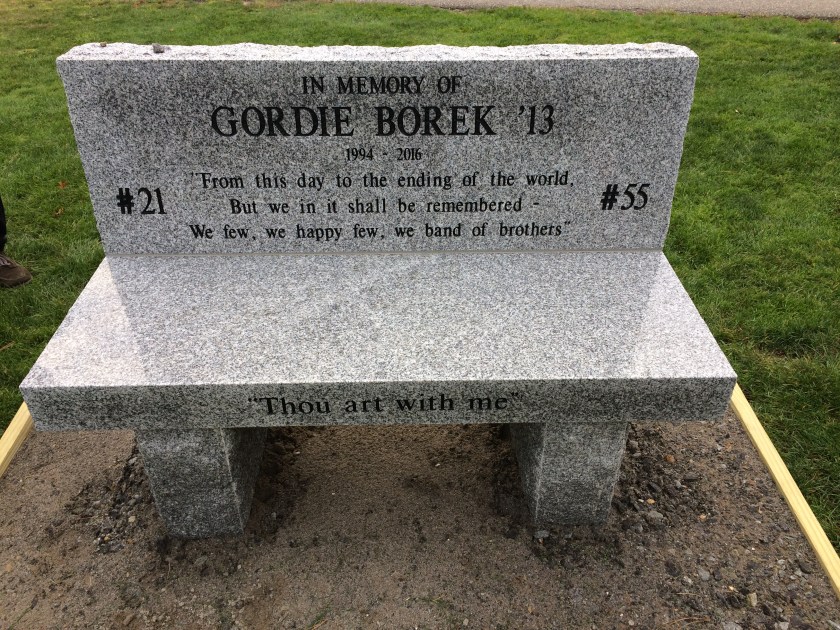 IN MEMORY OF
GORDIE BOREK '13
1994 - 2016
"From this day to the ending of the world,
#21
But we in it shall be remembered -
#55
We few, we happy few, we band of brothers"
"Thou art with me"